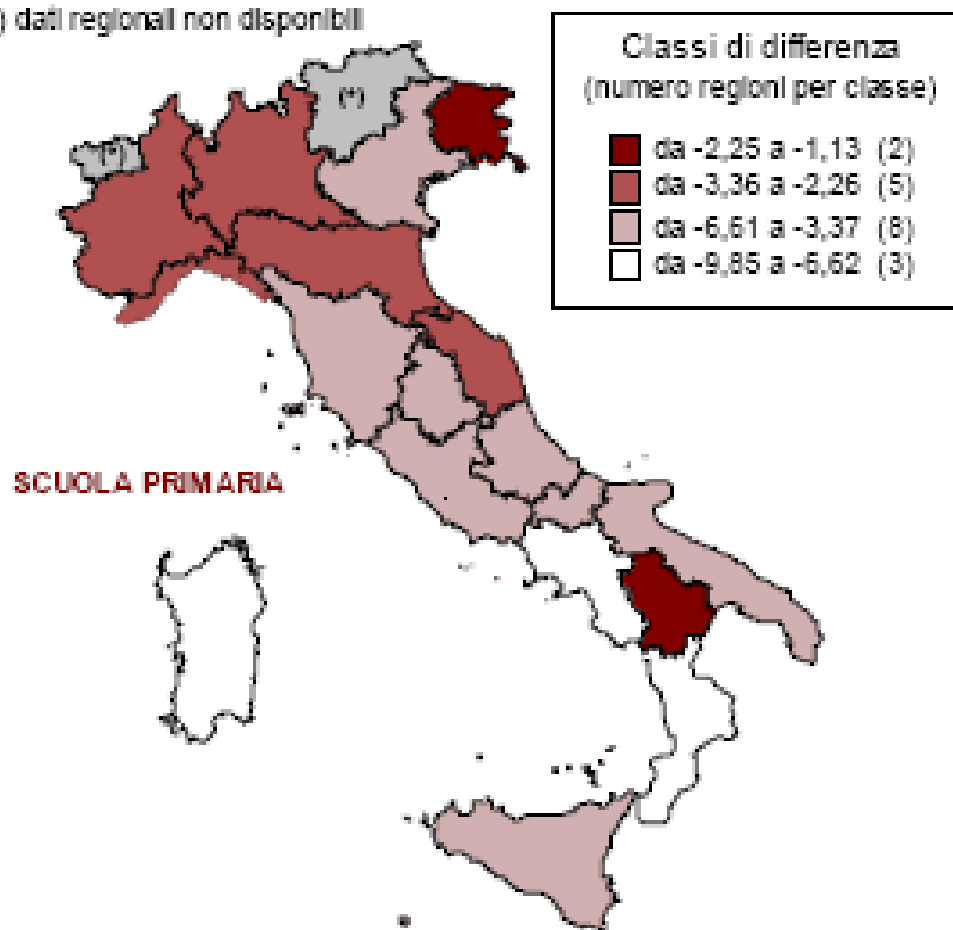 ) dati regionali non disponibili
Classi di differenza
(numero regioni per classe)
da -2,25 a -1,13 (2)
da -3,36 a -2,26 (5)
da -6,61 a -3,37 (8)
da -9,85 a -6,62 (3)
(*)
(*)
SCUOLA PRIMARIA